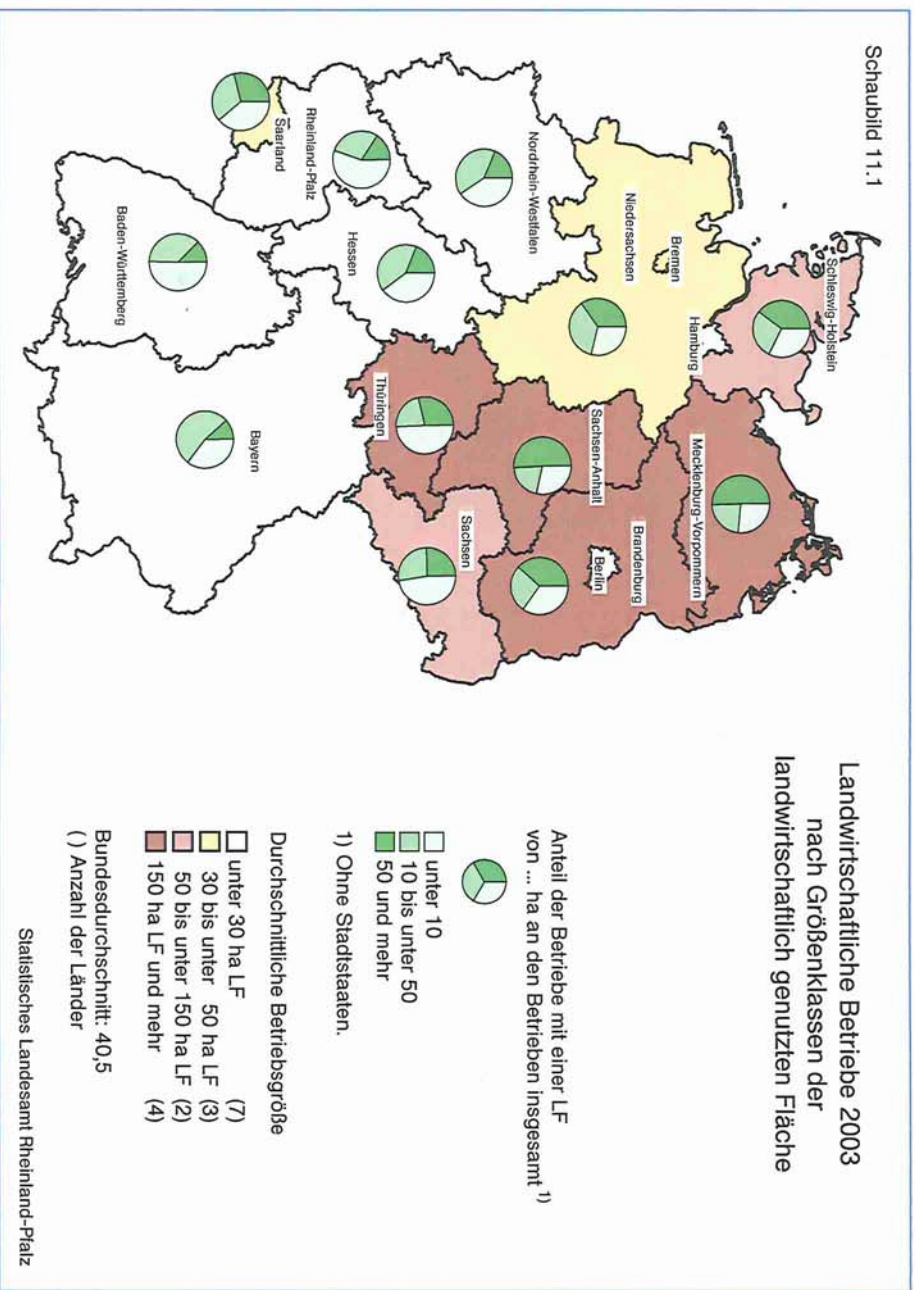 Schaubild 11.1
Landwirtschaftliche Betriebe 2003
nach Größenklassen der
landwirtschaftlich genutzten Fläche
Schleswig-Holstein
Hamburg
Mecklenburg-Vorpommern
Bremen
Niedersachsen
Brandenburg
Berlin
Sachsen-Anhalt
Nordrhein-Westfalen
Sachsen
Thüringen
Hessen
Rheinland-Pfalz
Saarland
Bayern
Baden-Württemberg
Anteil der Betriebe mit einer LF
von ... ha an den Betrieben insgesamt 1)
unter 10
10 bis unter 50
50 und mehr
1) Ohne Stadtstaaten.
Durchschnittliche Betriebsgröße
unter 30 ha LF (7)
30 bis unter 50 ha LF (3)
50 bis unter 150 ha LF (2)
150 ha LF und mehr (4)
Bundesdurchschnitt: 40,5
( ) Anzahl der Länder
Statistisches Landesamt Rheinland-Pfalz